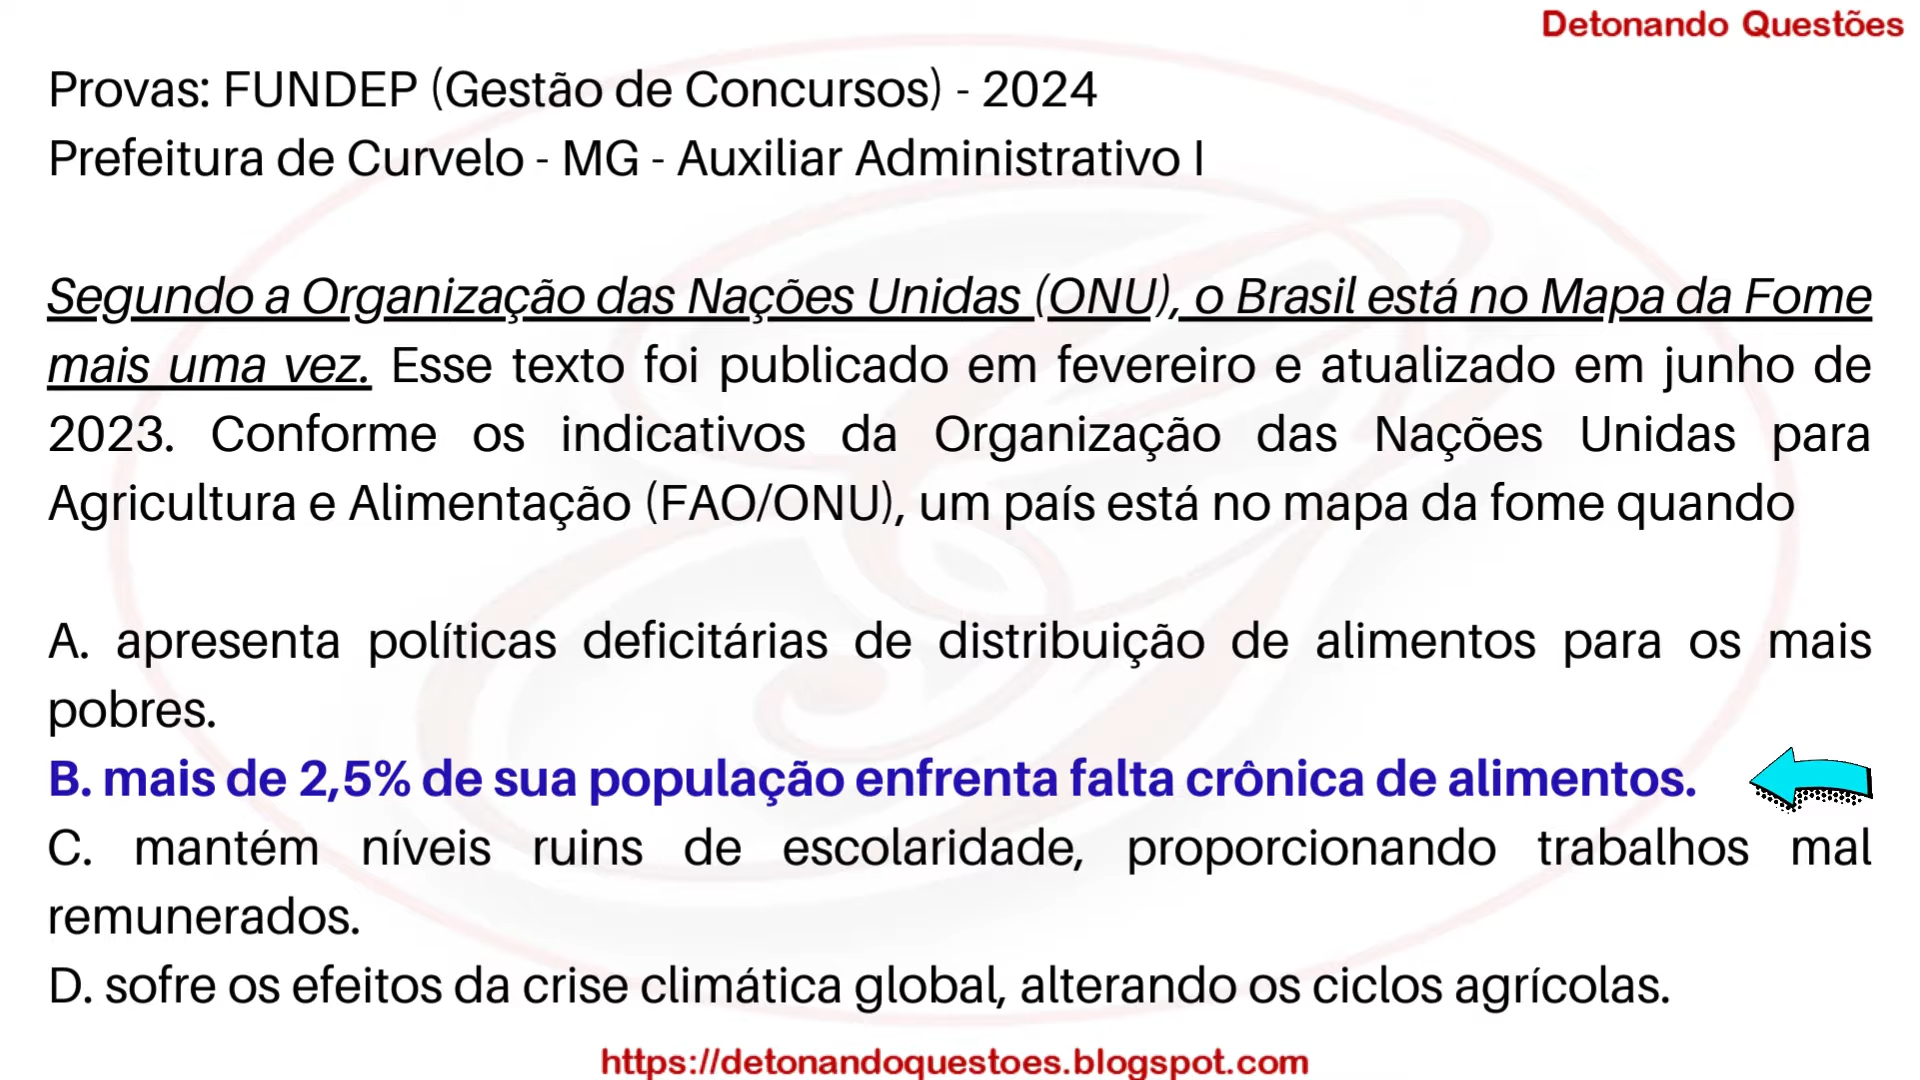 Detonando Questões
Provas: FUNDEP (Gestão de Concursos) - 2024
Prefeitura de Curvelo - MG - Auxiliar Administrativo I
Segundo a Organização das Nações Unidas (ONU), o Brasil está no Mapa da Fome
mais uma vez. Esse texto foi publicado em fevereiro e atualizado em junho de
2023. Conforme os indicativos da Organização das Nações Unidas para
Agricultura e Alimentação (FAO/ONU), um país está no mapa da fome quando
A. apresenta políticas deficitárias de distribuição de alimentos para os mais
pobres.
B. mais de 2,5% de sua população enfrenta falta crônica de alimentos.
C. mantém níveis ruins de escolaridade, proporcionando trabalhos mal
remunerados.
D. sofre os efeitos da crise climática global, alterando os ciclos agrícolas.
https://detonandoquestoes.blogspot.com